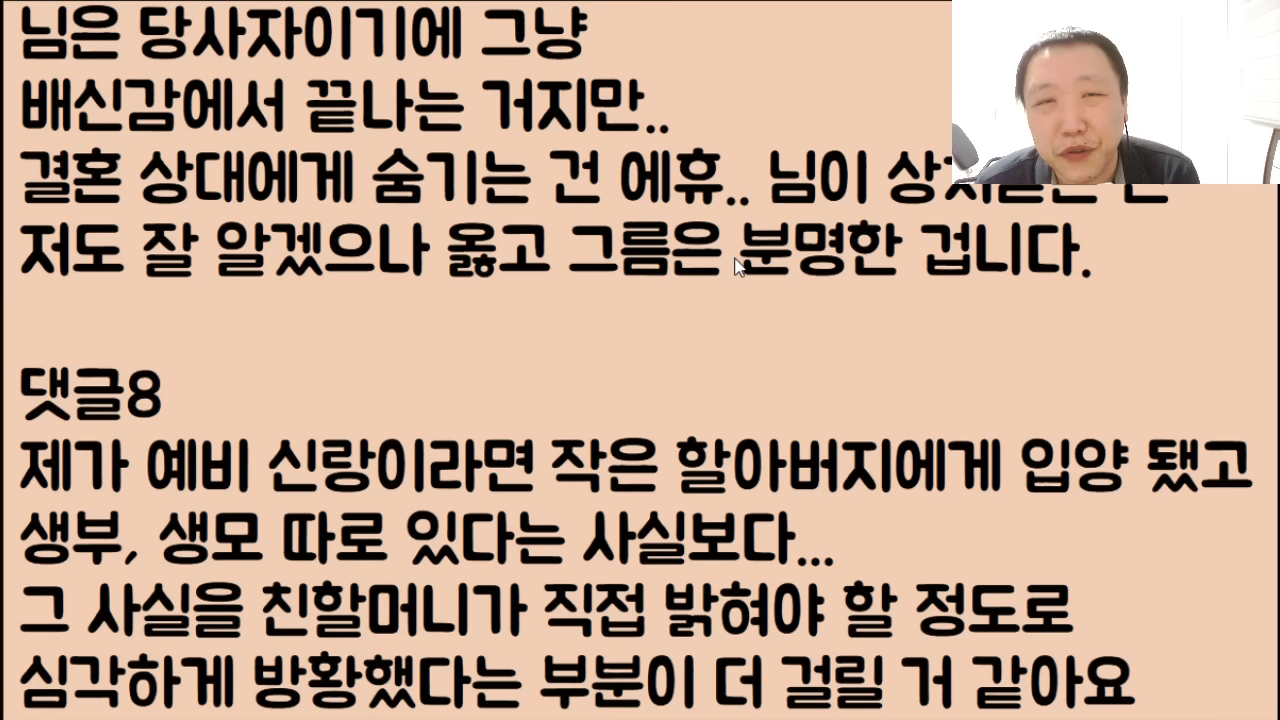 님은 당사자이기에 그냥
배신감에서 끝나는 거지만..
결혼 상대에게 숨기는 건 에휴.. 님이
저도 잘 알겠으나 옳고 그름은 분명한 겁니다.
댓글8
제가 예비 신랑이라면 작은 할아버지에게 입양 됐고
생부, 생모 따로 있다는 사실보다...
그 사실을 친할머니가 직접 밝혀야 할 정도로
심각하게 방황했다는 부분이 더 걸릴 거 같아요